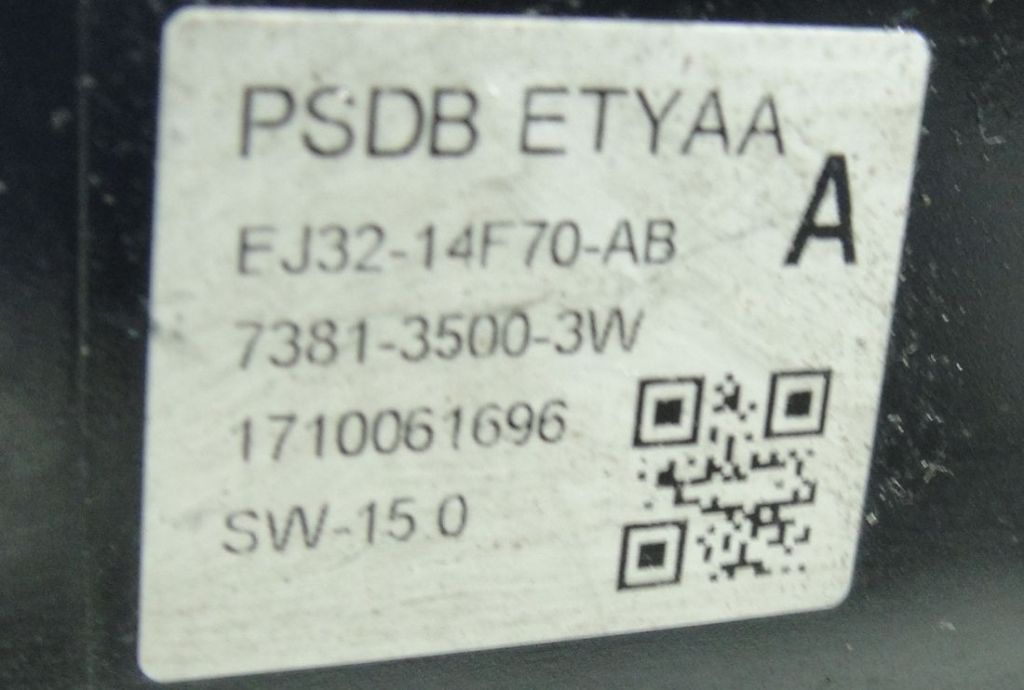 PSDB ETYAA
A
EJ32-14F70-AB
7381-3500-3W
1710061696
SW-15.0